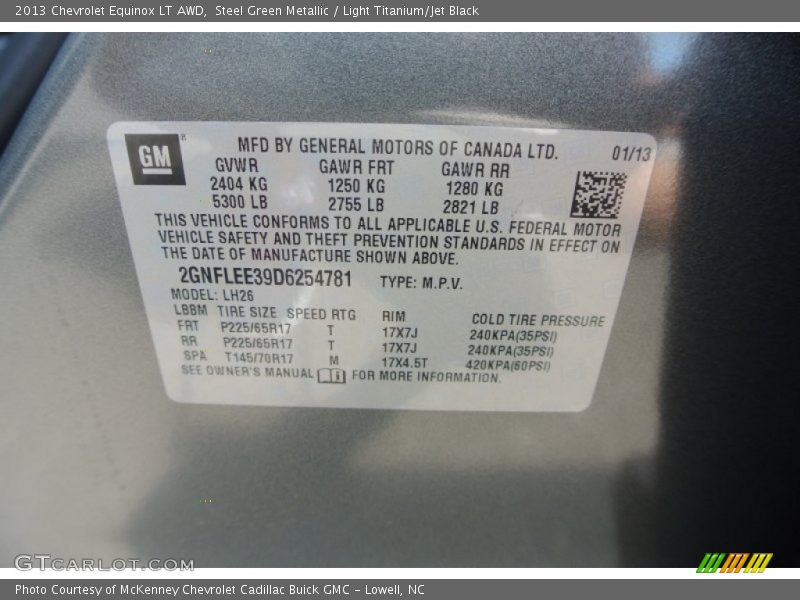 2013 Chevrolet Equinox LT AWD, Steel Green Metallic / Light Titanium/Jet Black
GM
MFD BY GENERAL MOTORS OF CANADA LTD. 01/13
GVWR GAWR FRT GAWR RR
2404 KG 1250 KG 1280 KG
5300 LB 2755 LB 2821 LB
THIS VEHICLE CONFORMS TO ALL APPLICABLE U.S. FEDERAL MOTOR
VEHICLE SAFETY AND THEFT PREVENTION STANDARDS IN EFFECT ON
THE DATE OF MANUFACTURE SHOWN ABOVE.
2GNFLEE39D6254781 TYPE: M.P.V.
MODEL: LH26
LBBM TIRE SIZE SPEED RTG RIM COLD TIRE PRESSURE
FRT P225/65R17 T 17X7J 240KPA(35PSI)
RR P225/65R17 T 17X7J 240KPA(35PSI)
SPA T145/70R17 M 17X4.5T 420KPA(60PSI)
SEE OWNER'S MANUAL FOR MORE INFORMATION.
GTCarLot.com
Photo Courtesy of McKenney Chevrolet Cadillac Buick GMC - Lowell, NC